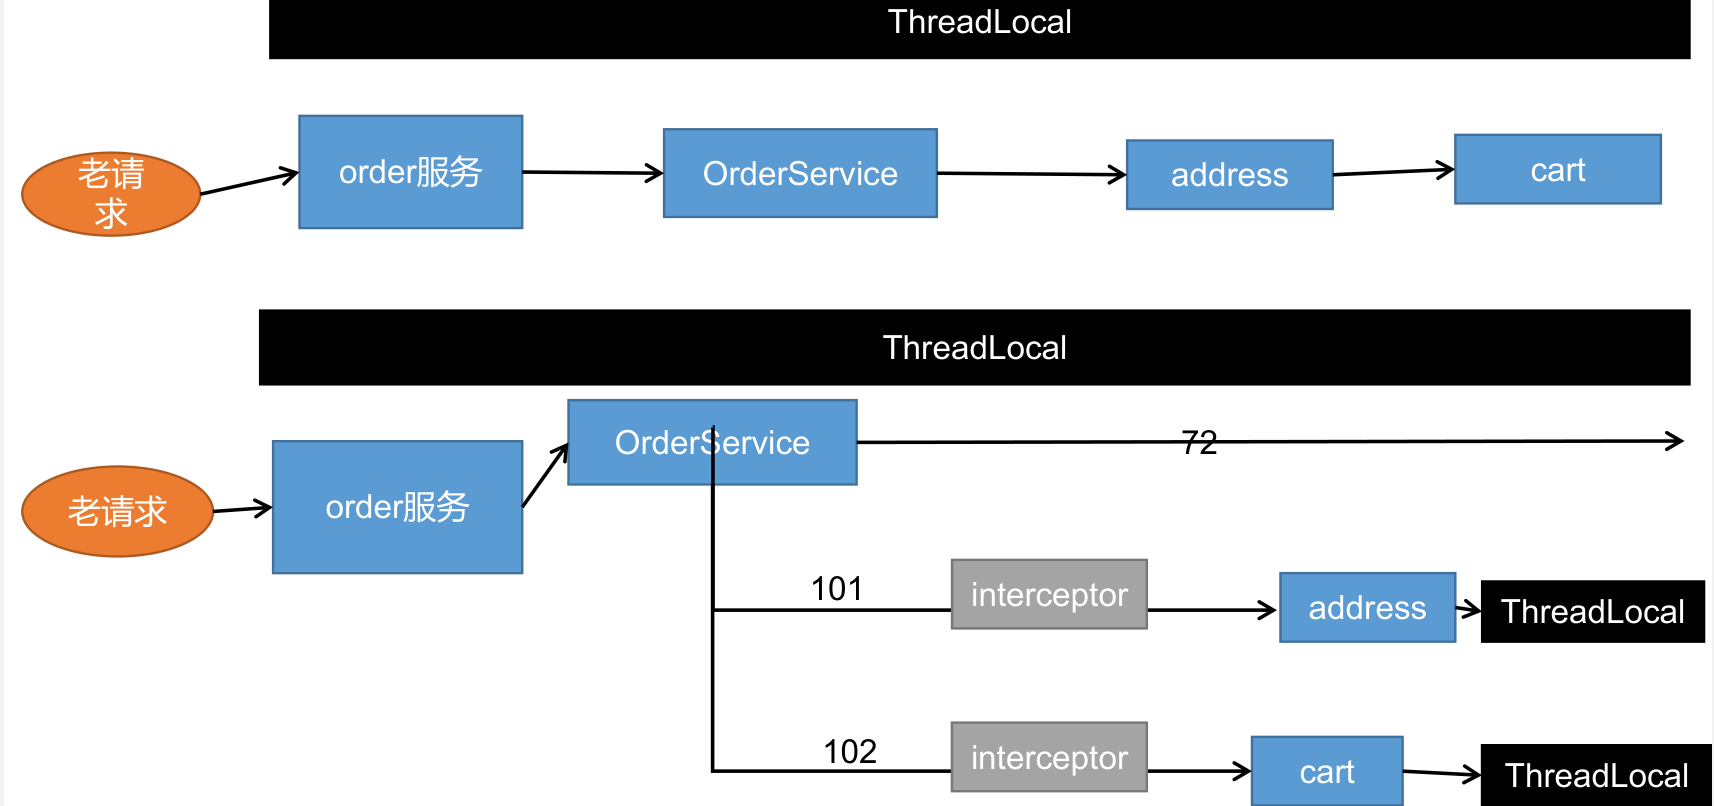 ThreadLocal
老请
求
order服务
OrderService
address
cart
ThreadLocal
OrderService
72
老请求
order服务
101
interceptor
address
ThreadLocal
102
interceptor
cart
ThreadLocal